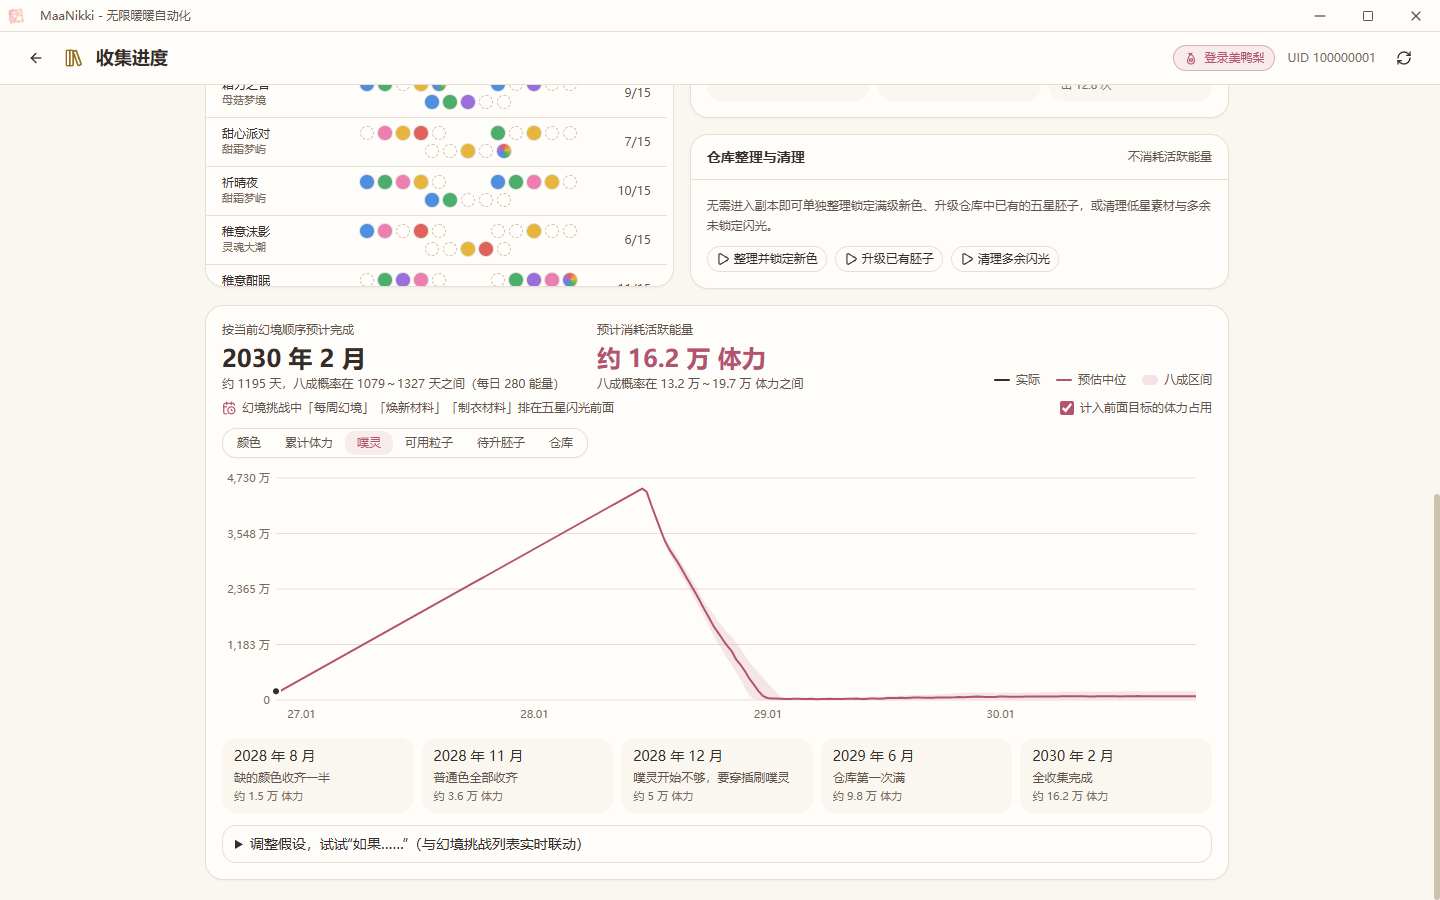 MaaNikki - 无限暖暖自动化
收集进度
登录美鸭梨
UID 100000001
母菇梦境
9/15
甜心派对
甜霜梦屿
7/15
祈晴夜
甜霜梦屿
10/15
稚意沫影
灵魂大潮
6/15
稚意酣眠
出 12.8 次
仓库整理与清理
不消耗活跃能量
无需进入副本即可单独整理锁定满级新色、升级仓库中已有的五星胚子，或清理低星素材与多余
未锁定闪光。
整理并锁定新色
升级已有胚子
清理多余闪光
按当前幻境顺序预计完成
2030 年 2 月
约 1195 天，八成概率在 1079～1327 天之间（每日 280 能量）
预计消耗活跃能量
约 16.2 万 体力
八成概率在 13.2 万～19.7 万 体力之间
实际
预估中位
八成区间
幻境挑战中「每周幻境」「焕新材料」「制衣材料」排在五星闪光前面
计入前面目标的体力占用
颜色
累计体力
噗灵
可用粒子
待升胚子
仓库
4,730 万
3,548 万
2,365 万
1,183 万
0
27.01
28.01
29.01
30.01
2028 年 8 月
缺的颜色收齐一半
约 1.5 万 体力
2028 年 11 月
普通色全部收齐
约 3.6 万 体力
2028 年 12 月
噗灵开始不够，要穿插刷噗灵
约 5 万 体力
2029 年 6 月
仓库第一次满
约 9.8 万 体力
2030 年 2 月
全收集完成
约 16.2 万 体力
调整假设，试试“如果……”（与幻境挑战列表实时联动）